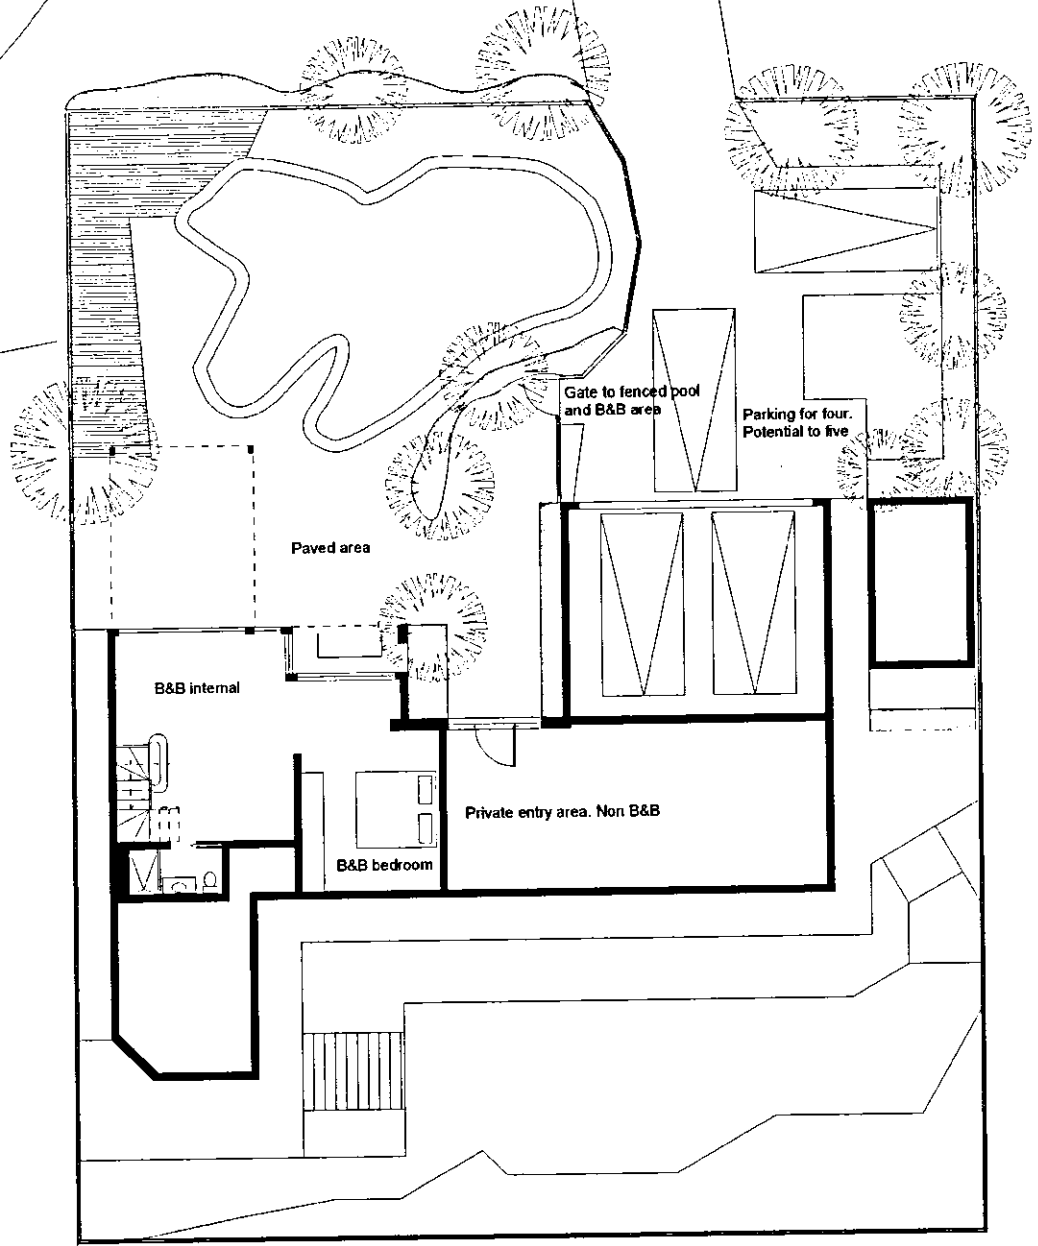 Gate to fenced pool
and B&B area
Parking for four.
Potential to five
Paved area
B&B internal
Private entry area. Non B&B
B&B bedroom